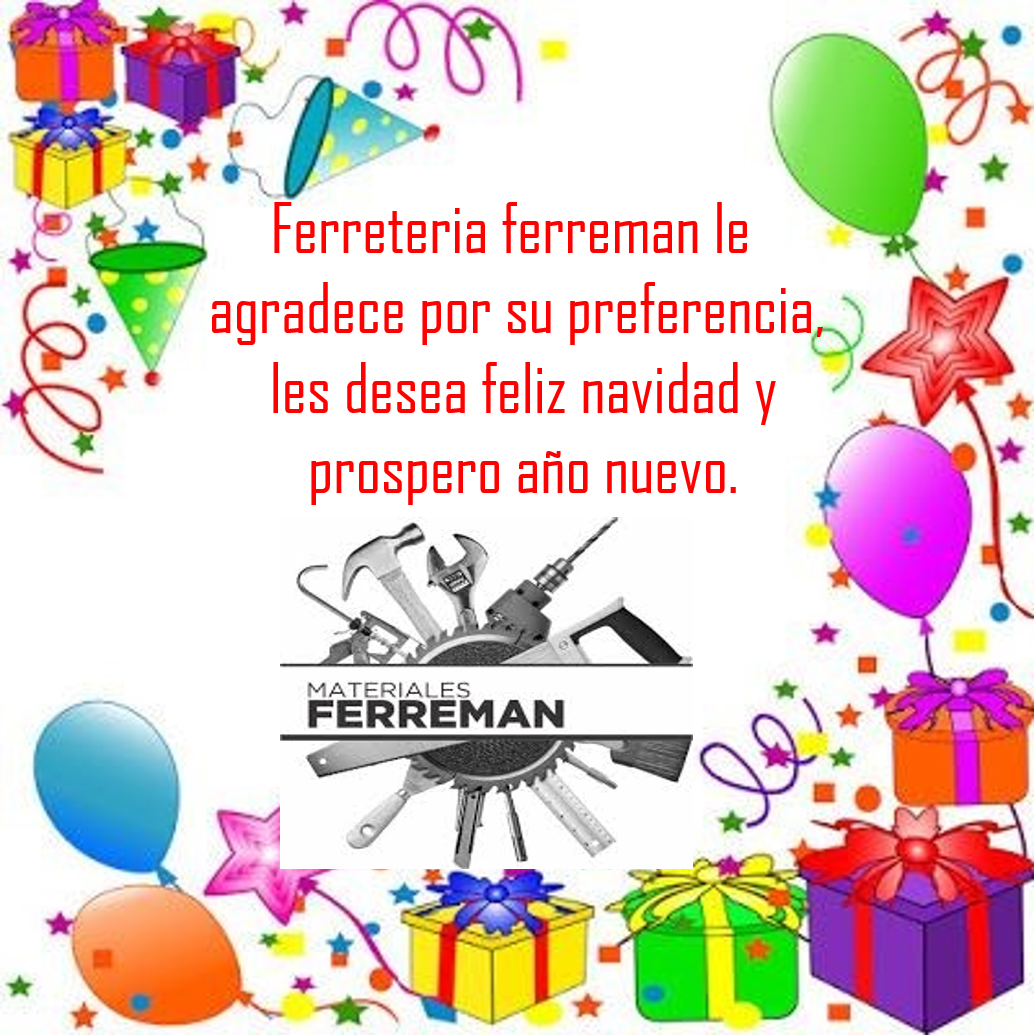 Ferreteria ferreman le
agradece por su preferencia,
les desea feliz navidad y
prospero año nuevo.
MATERIALES
FERREMAN